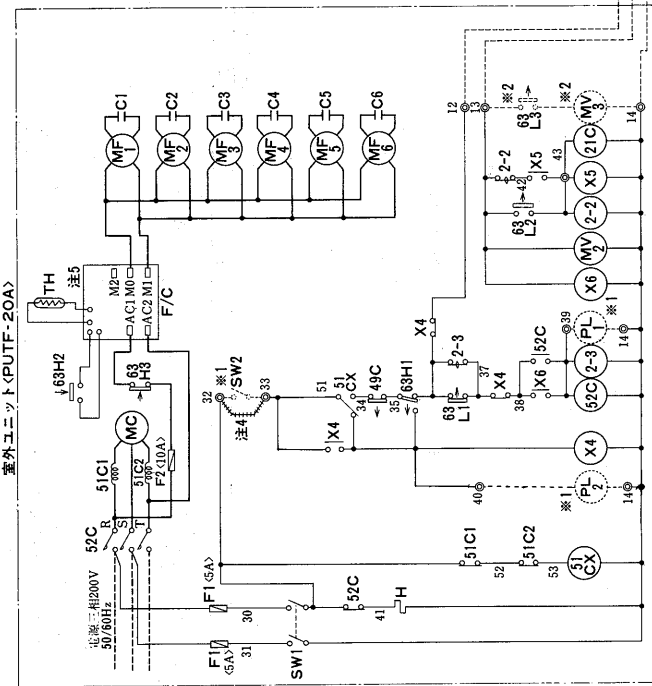 室外ユニット〈PUTF-20A〉
C1 C2 C3 C4 C5 C6
MF 1
MF 2
MF 3
MF 4
MF 5
MF 6
TH
注5
M2 AC1 M0 AC2 M1
F/C
63H2
63 H3
MC
51C1
51C2
F2〈10A〉
52C
R S T
電源三相200V
50/60Hz
F1〈5A〉
30
F1〈5A〉
31
SW1
52C
41
H
32
※1
SW2
33
注4
51C1
52
51C2
53
51 CX
51
51 CX
34
49C
35
63H1
X4
X4
40
※1
PL 2
14
X4
2-3
63 L1
37
X4
38
52C
X6
39
※1
PL 1
14
2-3
52C
12
13
※2
63 L3
※2
MV 3
14
2-2
42
X5
43
21C
X5
63 L2
2-2
MV 2
X6